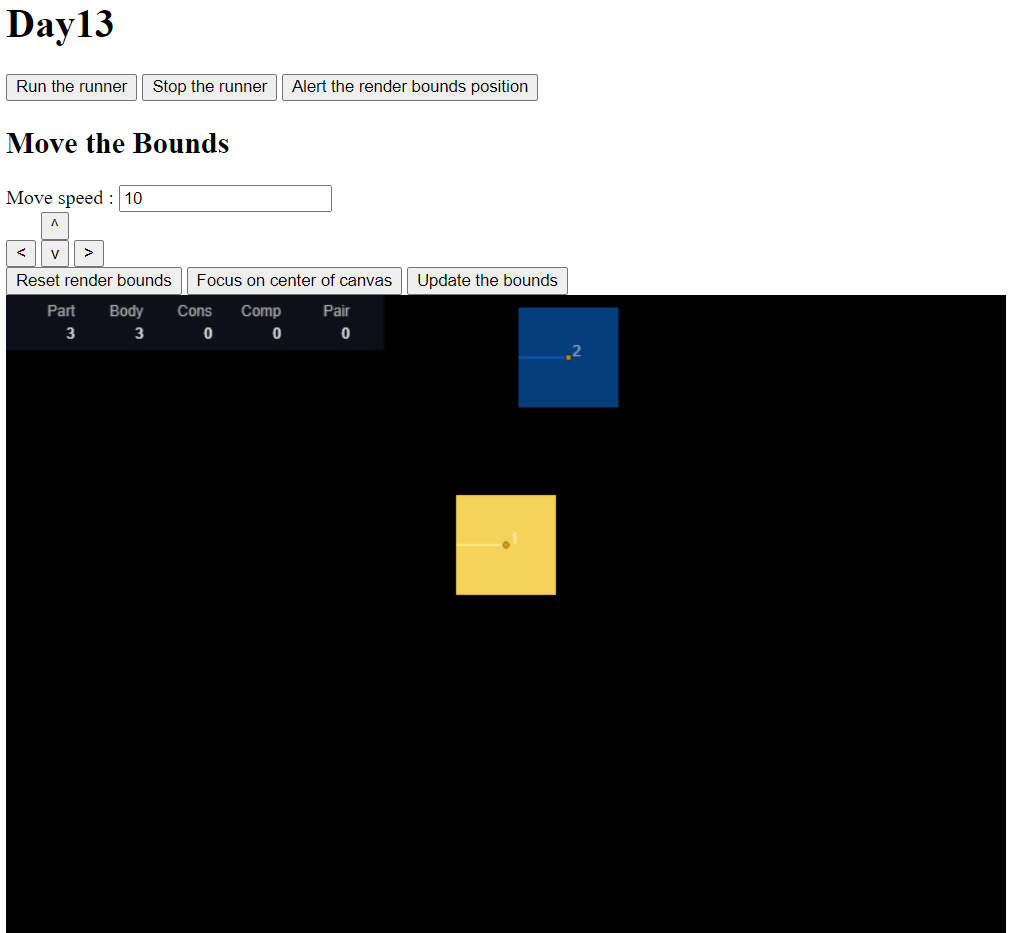 Day13
Run the runner Stop the runner Alert the render bounds position
Move the Bounds
Move speed : 10
^
< v >
Reset render bounds Focus on center of canvas Update the bounds
Part Body Cons Comp Pair
3 3 0 0 0
2
1